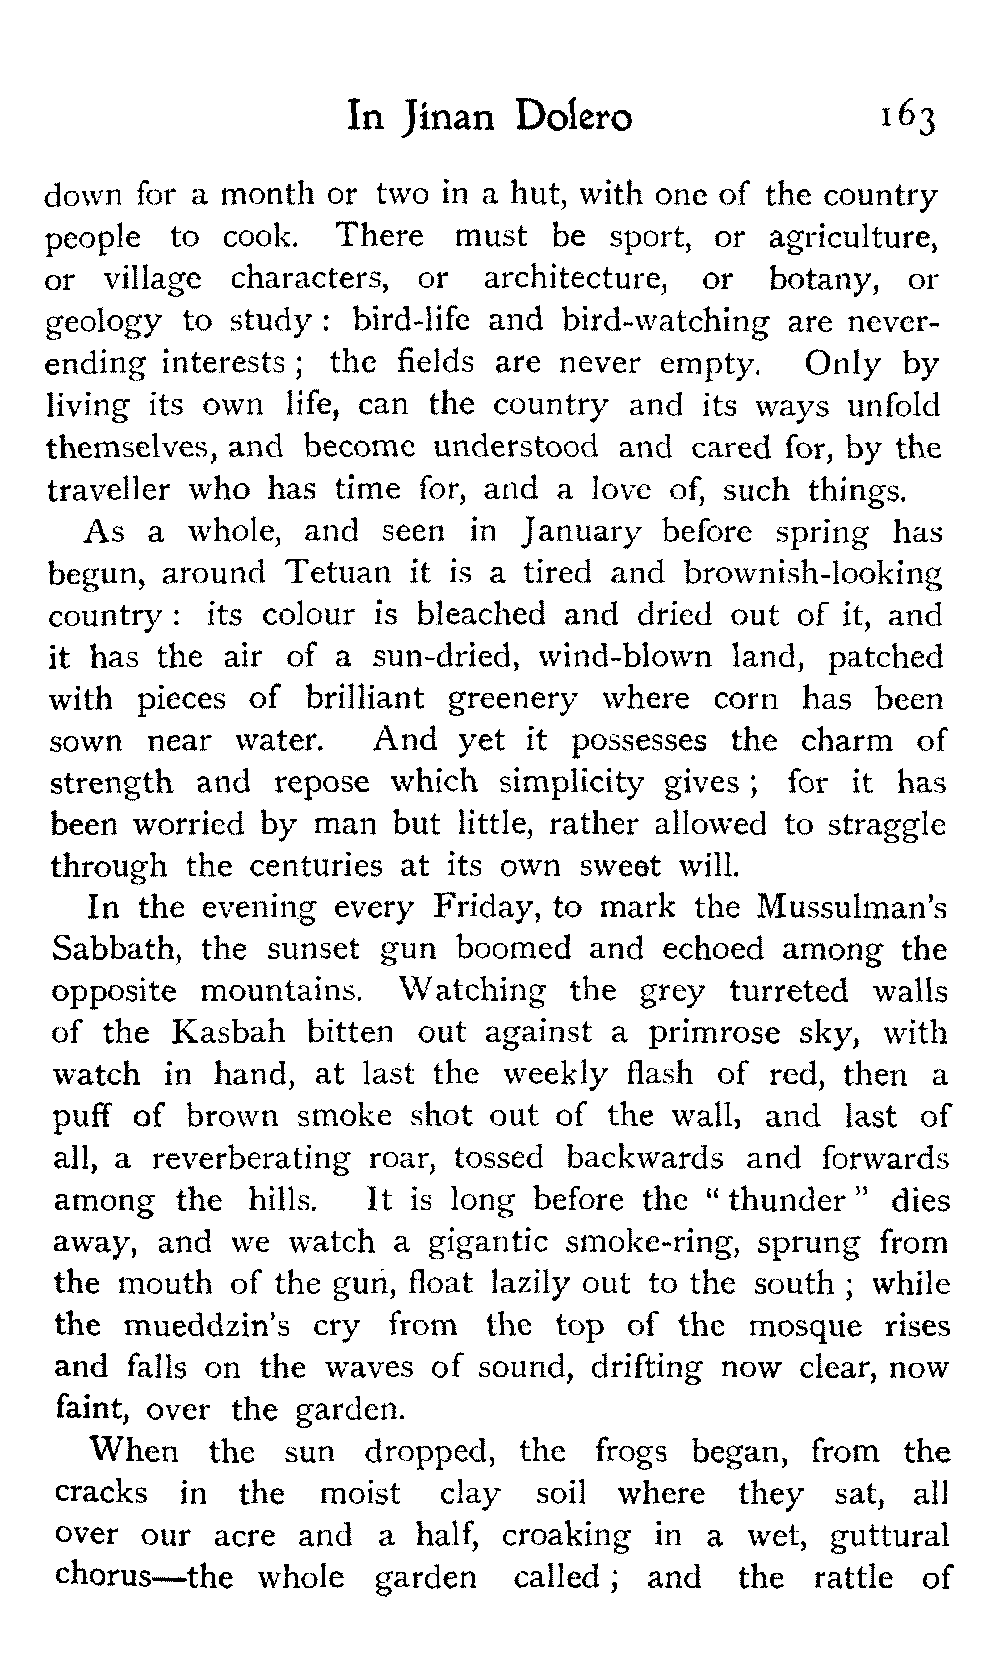 In Jinan Dolero 163
down for a month or two in a hut, with one of the country
people to cook. There must be sport, or agriculture,
or village characters, or architecture, or botany, or
geology to study : bird-life and bird-watching are never-
ending interests ; the fields are never empty. Only by
living its own life, can the country and its ways unfold
themselves, and become understood and cared for, by the
traveller who has time for, and a love of, such things.
As a whole, and seen in January before spring has
begun, around Tetuan it is a tired and brownish-looking
country : its colour is bleached and dried out of it, and
it has the air of a sun-dried, wind-blown land, patched
with pieces of brilliant greenery where corn has been
sown near water. And yet it possesses the charm of
strength and repose which simplicity gives ; for it has
been worried by man but little, rather allowed to straggle
through the centuries at its own sweet will.
In the evening every Friday, to mark the Mussulman's
Sabbath, the sunset gun boomed and echoed among the
opposite mountains. Watching the grey turreted walls
of the Kasbah bitten out against a primrose sky, with
watch in hand, at last the weekly flash of red, then a
puff of brown smoke shot out of the wall, and last of
all, a reverberating roar, tossed backwards and forwards
among the hills. It is long before the " thunder " dies
away, and we watch a gigantic smoke-ring, sprung from
the mouth of the gun, float lazily out to the south ; while
the mueddzin's cry from the top of the mosque rises
and falls on the waves of sound, drifting now clear, now
faint, over the garden.
When the sun dropped, the frogs began, from the
cracks in the moist clay soil where they sat, all
over our acre and a half, croaking in a wet, guttural
chorus—the whole garden called ; and the rattle of